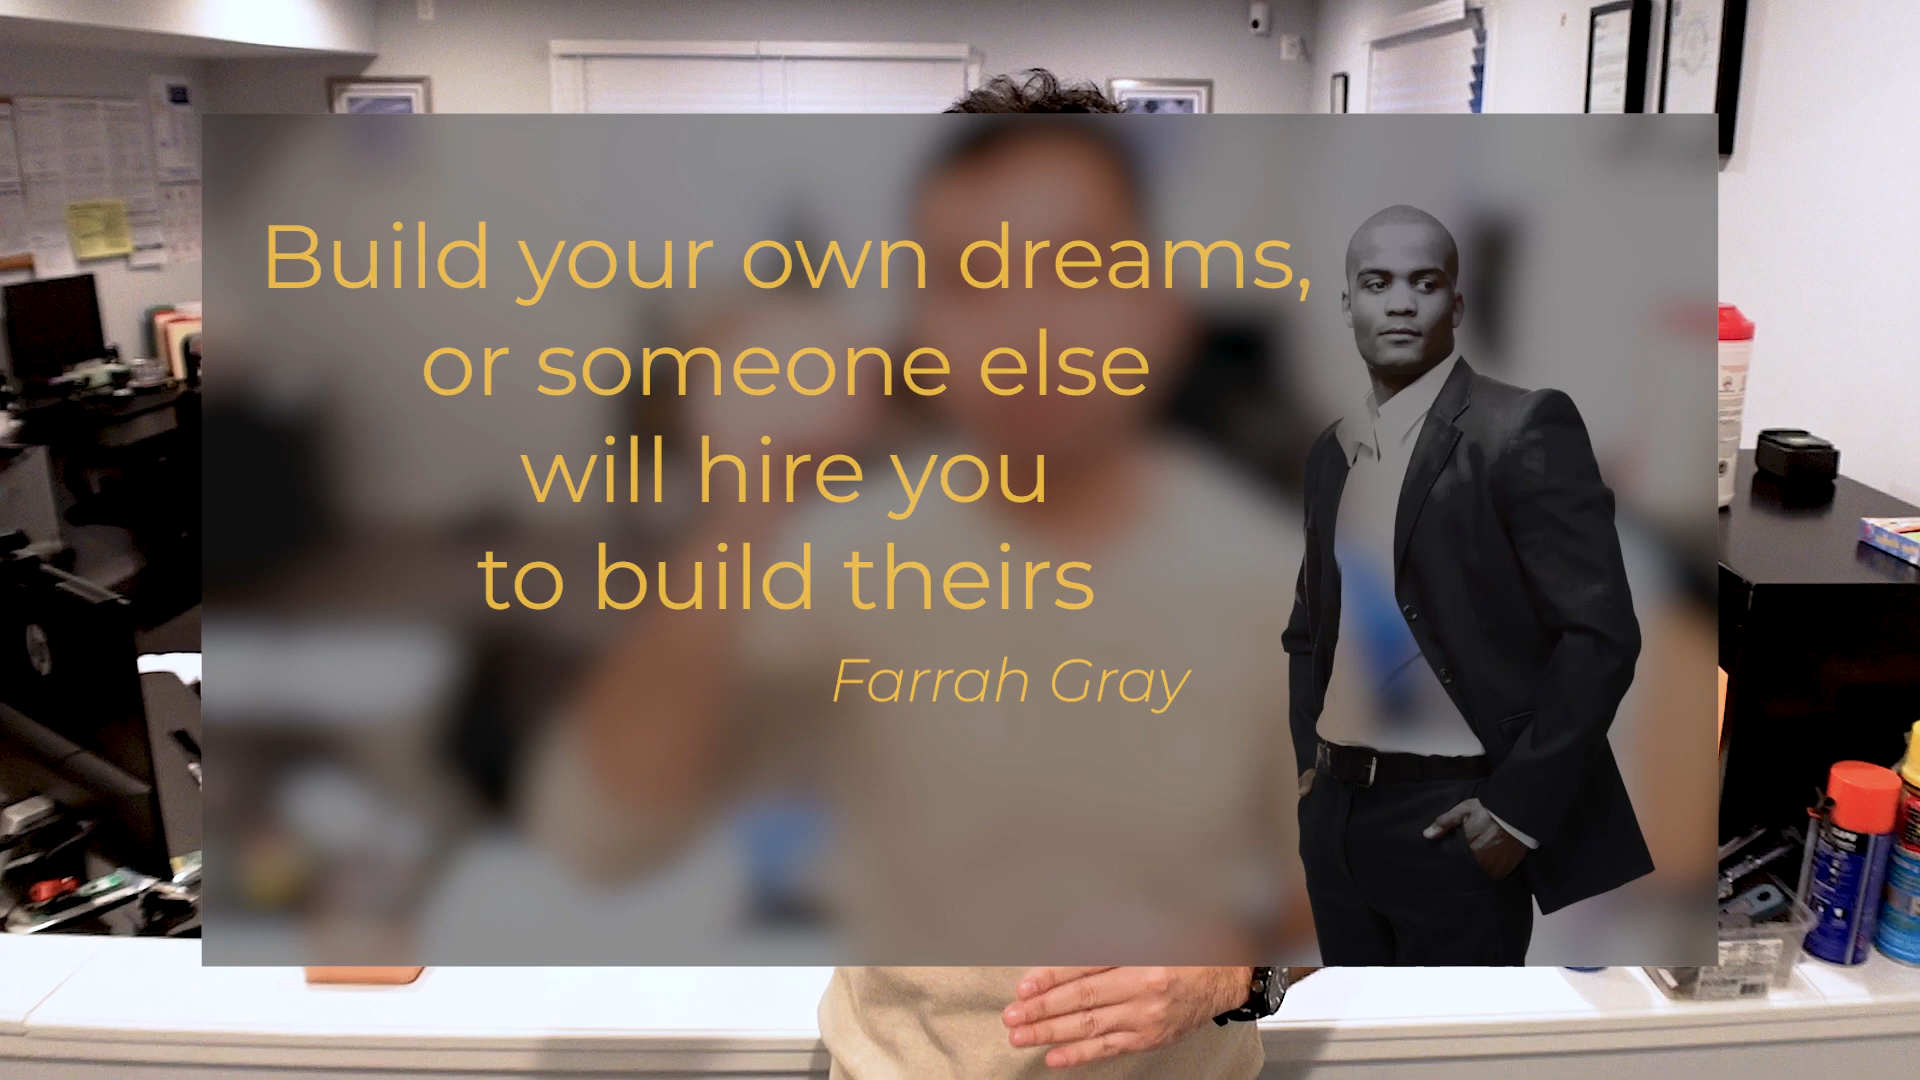 Build your own dreams,
or someone else
will hire you
to build theirs
Farrah Gray